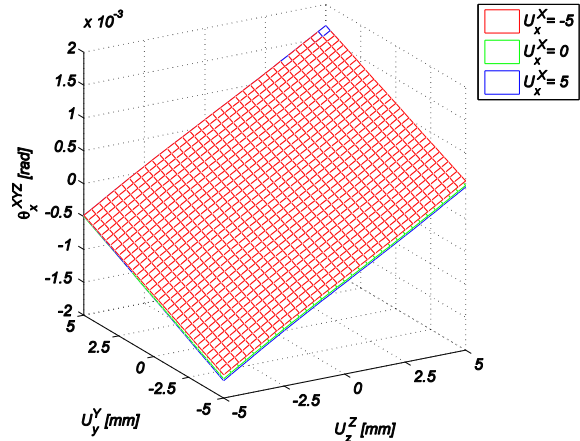 x 10⁻³
2
1.5
1
0.5
0
-0.5
-1
-1.5
-2
θₓ^XYZ [rad]
5
2.5
0
-2.5
-5
U_y^Y [mm]
-5
-2.5
0
2.5
5
U_z^Z [mm]
U_x^X = -5
U_x^X = 0
U_x^X = 5